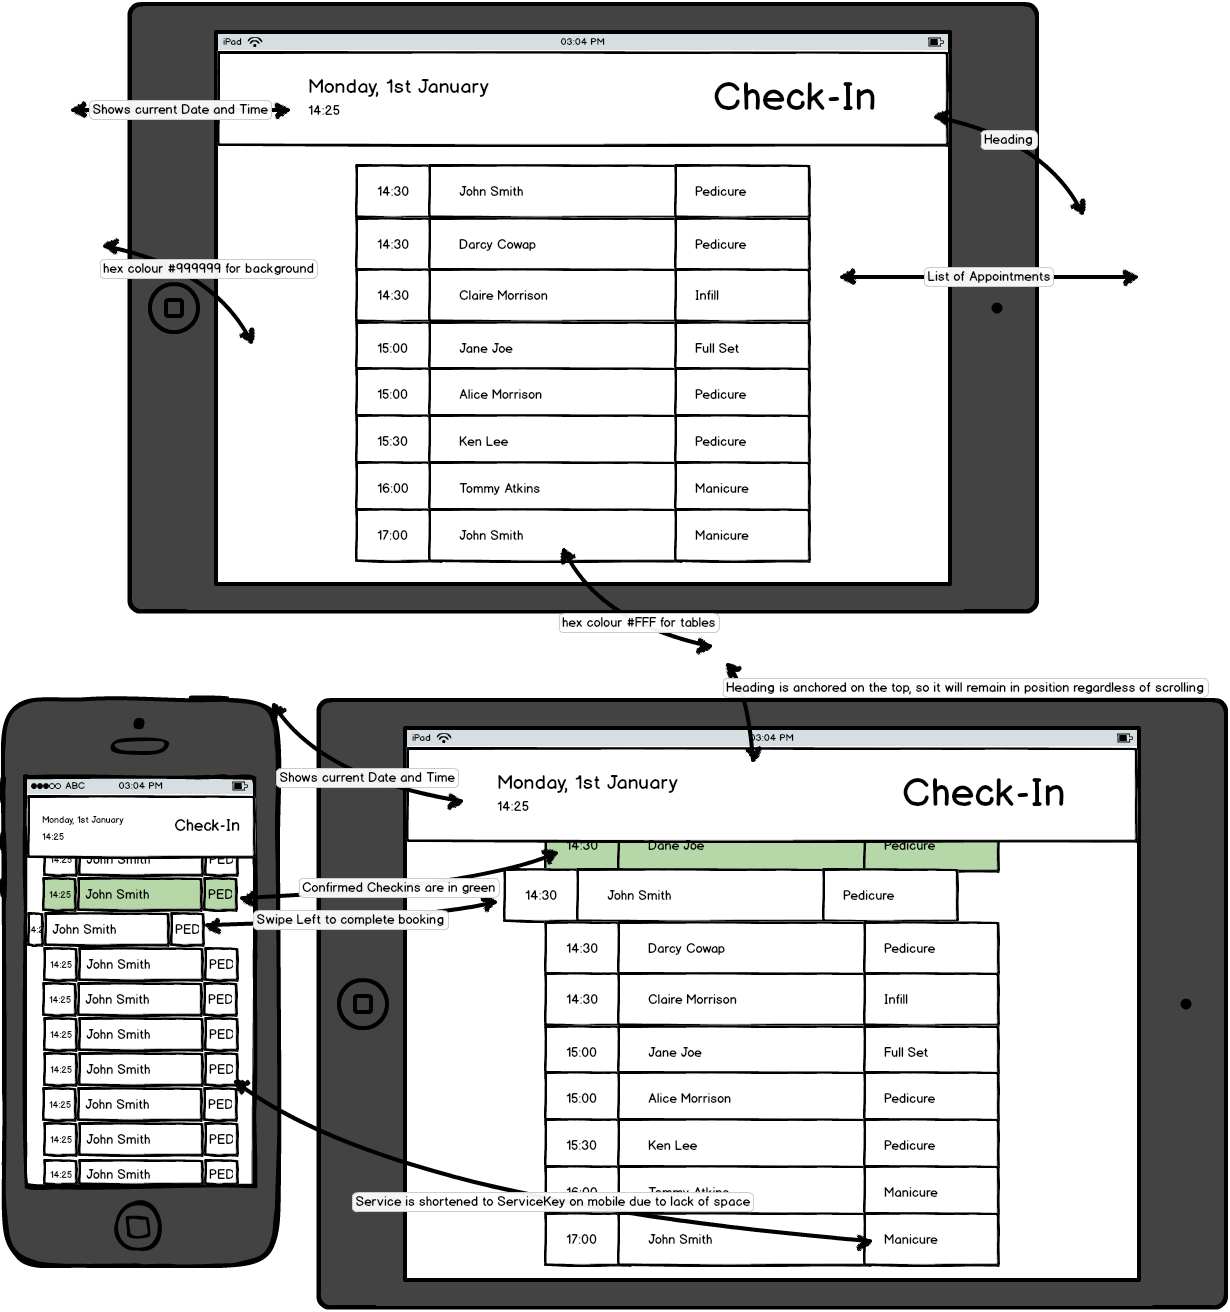 iPad 03:04 PM
Monday, 1st January
14:25
Check-In
Shows current Date and Time
Heading
14:30 John Smith Pedicure
14:30 Darcy Cowap Pedicure
hex colour #999999 for background
List of Appointments
14:30 Claire Morrison Infill
15:00 Jane Joe Full Set
15:00 Alice Morrison Pedicure
15:30 Ken Lee Pedicure
16:00 Tommy Atkins Manicure
17:00 John Smith Manicure
hex colour #FFF for tables
Heading is anchored on the top, so it will remain in position regardless of scrolling
ABC 03:04 PM
Monday, 1st January
14:25
Check-In
14:25 John Smith PED
14:25 John Smith PED
4:2 John Smith PED
14:25 John Smith PED
14:25 John Smith PED
14:25 John Smith PED
14:25 John Smith PED
14:25 John Smith PED
14:25 John Smith PED
14:25 John Smith PED
Shows current Date and Time
Confirmed Checkins are in green
Swipe Left to complete booking
Service is shortened to ServiceKey on mobile due to lack of space
iPad 03:04 PM
Monday, 1st January
14:25
Check-In
14:30 Dane Joe Pedicure
14:30 John Smith Pedicure
14:30 Darcy Cowap Pedicure
14:30 Claire Morrison Infill
15:00 Jane Joe Full Set
15:00 Alice Morrison Pedicure
15:30 Ken Lee Pedicure
16:00 Tommy Atkins Manicure
17:00 John Smith Manicure